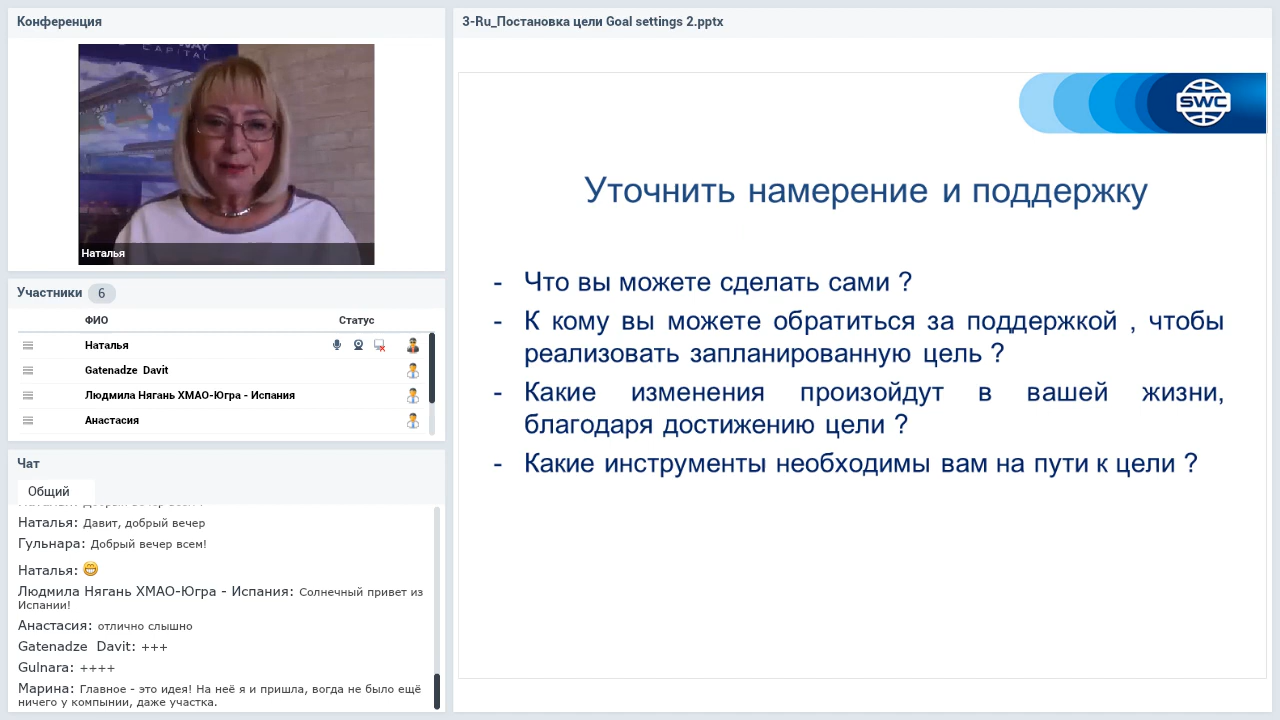 Конференция
CAPITAL
Наталья
Участники 6
ФИО Статус
Наталья
Gatenadze Davit
Людмила Нягань ХМАО-Югра - Испания
Анастасия
Чат
Общий
Наталья: Давит, добрый вечер
Гульнара: Добрый вечер всем!
Наталья:
Людмила Нягань ХМАО-Югра - Испания: Солнечный привет из
Испании!
Анастасия: отлично слышно
Gatenadze Davit: +++
Gulnara: ++++
Марина: Главное - это идея! На неё я и пришла, вогда не было ещё
ничего у компынии, даже участка.
3-Ru_Постановка цели Goal settings 2.pptx
SWC
Уточнить намерение и поддержку
- Что вы можете сделать сами ?
- К кому вы можете обратиться за поддержкой , чтобы
реализовать запланированную цель ?
- Какие изменения произойдут в вашей жизни,
благодаря достижению цели ?
- Какие инструменты необходимы вам на пути к цели ?